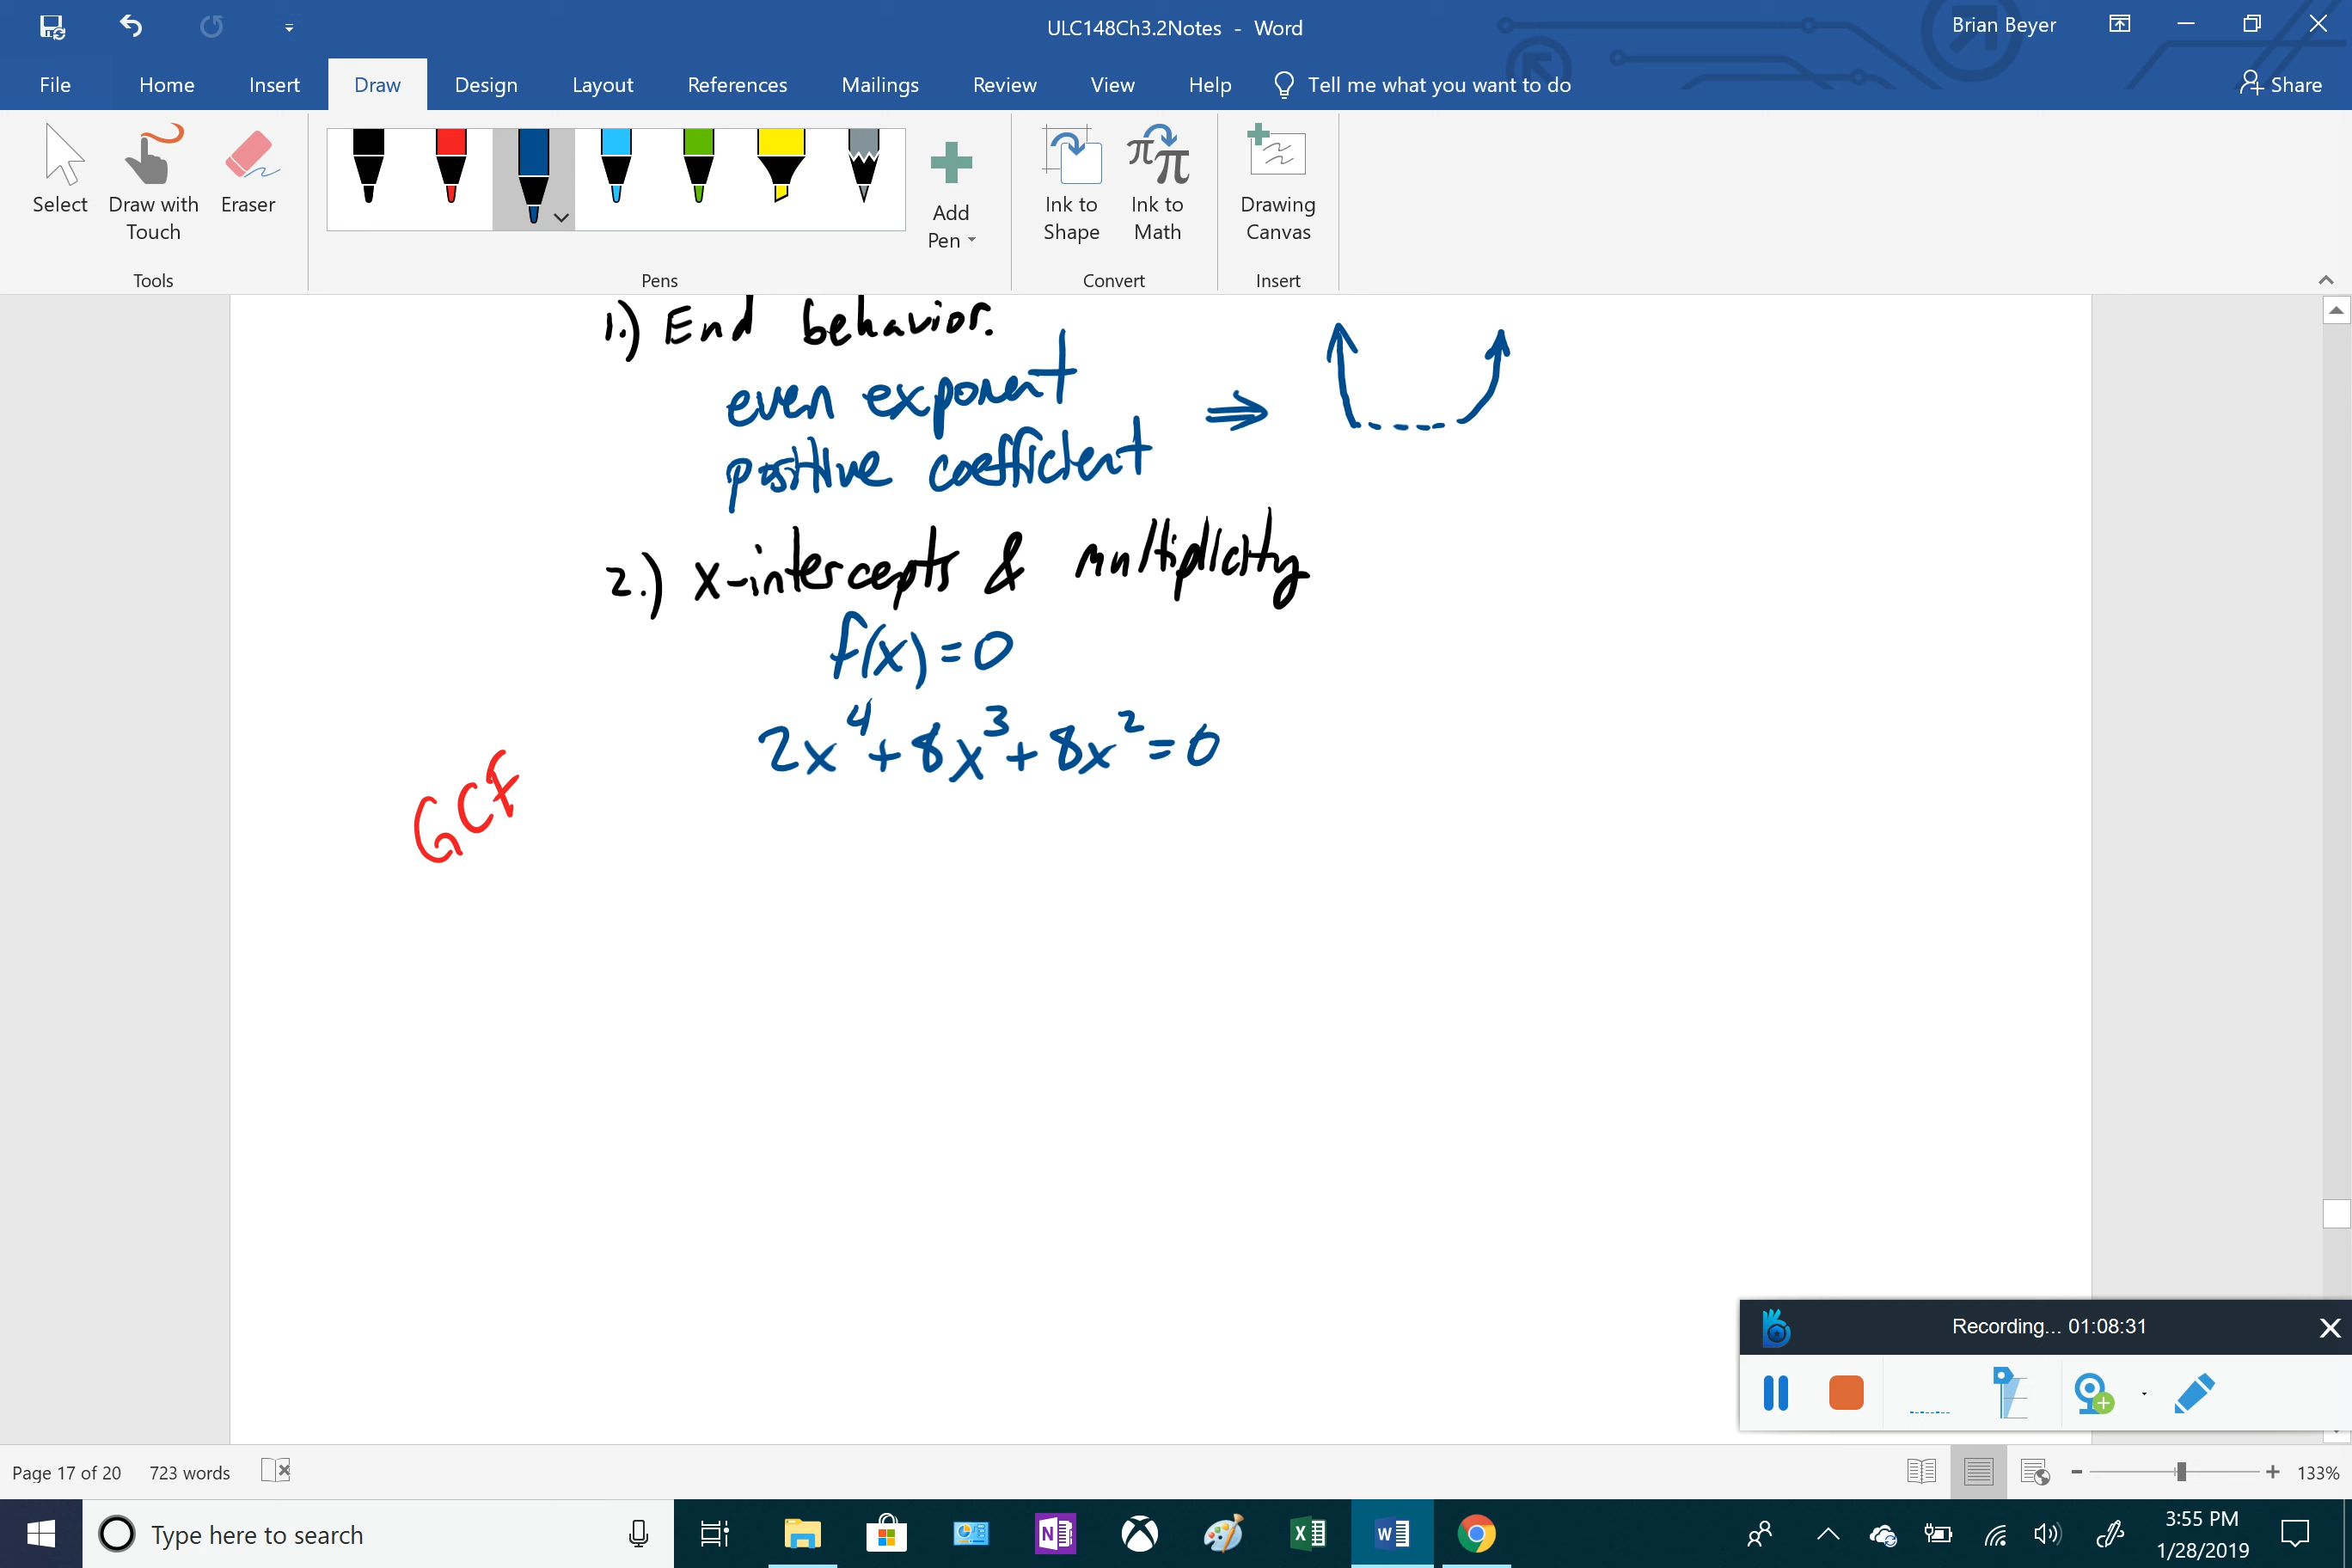 ULC148Ch3.2Notes - Word
Brian Beyer
File Home Insert Draw Design Layout References Mailings Review View Help Tell me what you want to do Share
Select Draw with Touch Eraser
Add Pen
Ink to Shape Ink to Math
Drawing Canvas
Tools Pens Convert Insert
1.) End behavior.
even exponent ⇒
positive coefficient
2.) x-intercepts & multiplicity
f(x)=0
2x⁴+8x³+8x²=0
GCF
Recording... 01:08:31
Page 17 of 20 723 words 133%
Type here to search
3:55 PM
1/28/2019